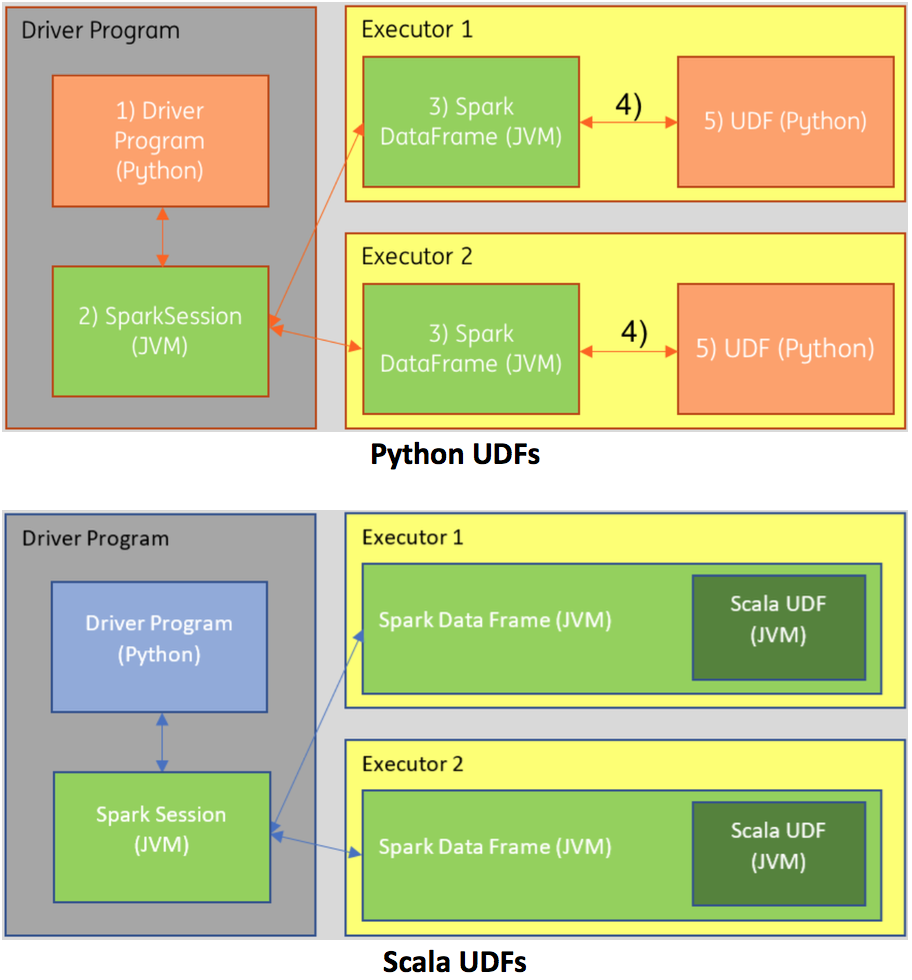 Driver Program
1) Driver
Program
(Python)
2) SparkSession
(JVM)
Executor 1
3) Spark
DataFrame (JVM)
4)
5) UDF (Python)
Executor 2
3) Spark
DataFrame (JVM)
4)
5) UDF (Python)
Python UDFs
Driver Program
Driver Program
(Python)
Spark Session
(JVM)
Executor 1
Spark Data Frame (JVM)
Scala UDF
(JVM)
Executor 2
Spark Data Frame (JVM)
Scala UDF
(JVM)
Scala UDFs